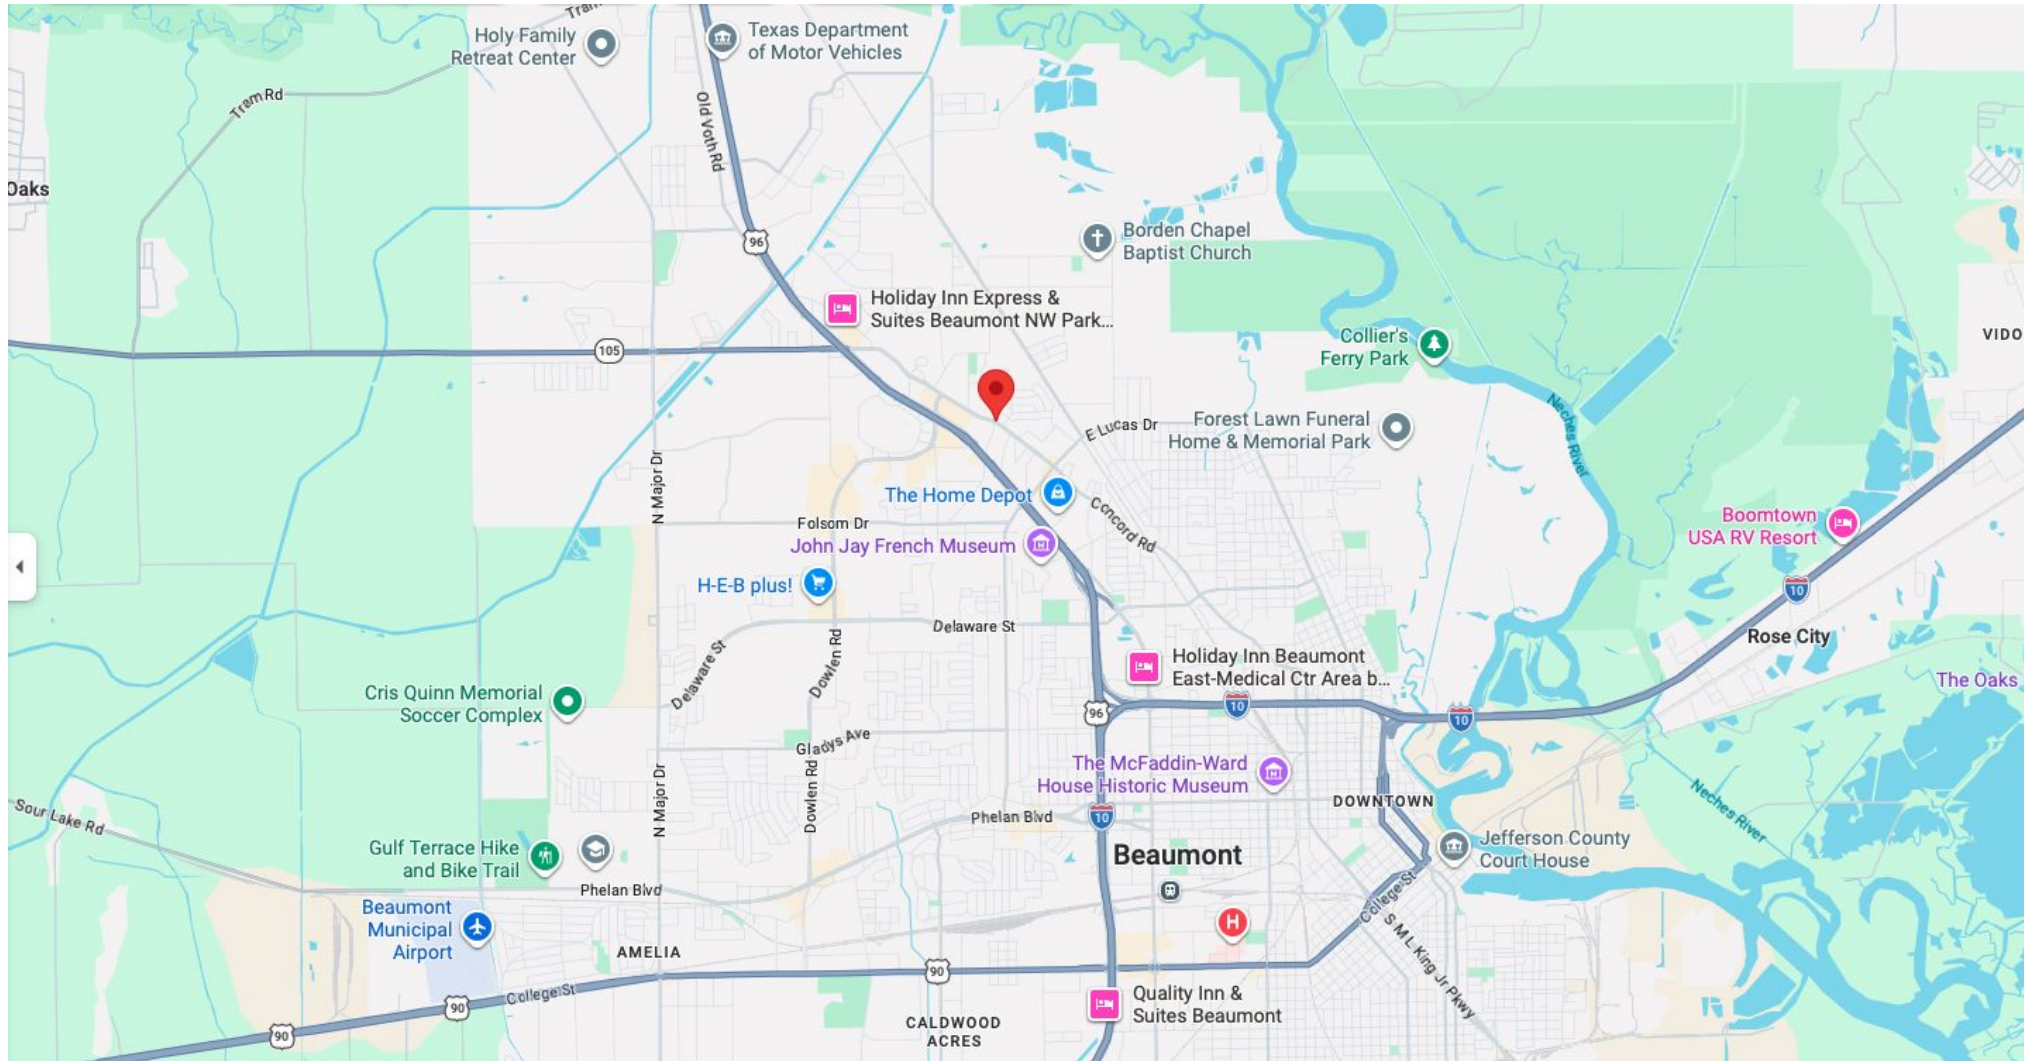 Tram
Holy Family
Retreat Center
Texas Department
of Motor Vehicles
Tram Rd
Old Voth Rd
Oaks
96
Borden Chapel
Baptist Church
Holiday Inn Express &
Suites Beaumont NW Park...
105
Collier's
Ferry Park
VIDO
E Lucas Dr
Forest Lawn Funeral
Home & Memorial Park
Neches River
N Major Dr
The Home Depot
Concord Rd
Folsom Dr
John Jay French Museum
Boomtown
USA RV Resort
H-E-B plus!
10
Delaware St
Rose City
Delaware St
Dowlen Rd
Holiday Inn Beaumont
East-Medical Ctr Area b...
The Oaks
Cris Quinn Memorial
Soccer Complex
96
10
10
Gladys Ave
The McFaddin-Ward
House Historic Museum
N Major Dr
Dowlen Rd
DOWNTOWN
Neches River
Sour Lake Rd
Phelan Blvd
10
Gulf Terrace Hike
and Bike Trail
Beaumont
Jefferson County
Court House
Phelan Blvd
College St
Beaumont
Municipal
Airport
H
S M L King Jr Pkwy
AMELIA
90
College St
90
Quality Inn &
Suites Beaumont
90
CALDWOOD
ACRES